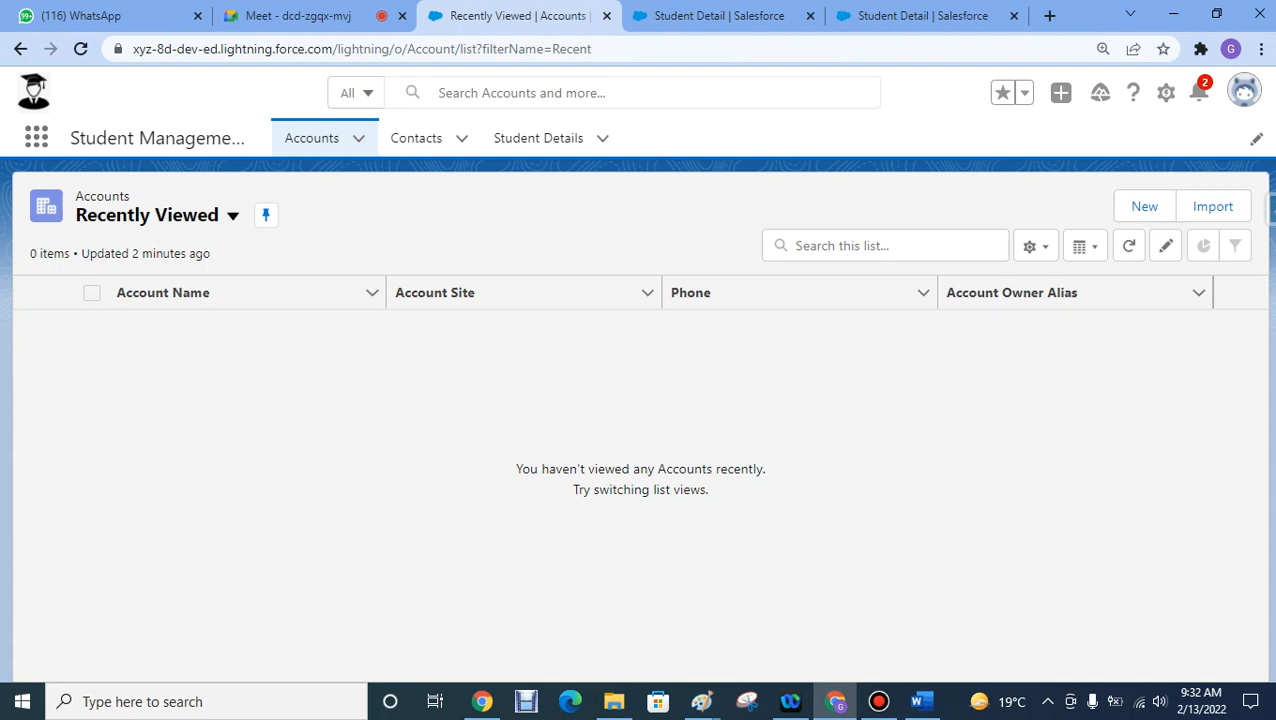 (116) WhatsApp
Meet - dcd-zgqx-mvj
Recently Viewed | Accounts |
Student Detail | Salesforce
Student Detail | Salesforce
xyz-8d-dev-ed.lightning.force.com/lightning/o/Account/list?filterName=Recent
G
All
Search Accounts and more...
2
Student Manageme...
Accounts
Contacts
Student Details
Accounts
Recently Viewed
New
Import
0 items • Updated 2 minutes ago
Search this list...
Account Name
Account Site
Phone
Account Owner Alias
You haven't viewed any Accounts recently.
Try switching list views.
Type here to search
19°C
9:32 AM
2/13/2022